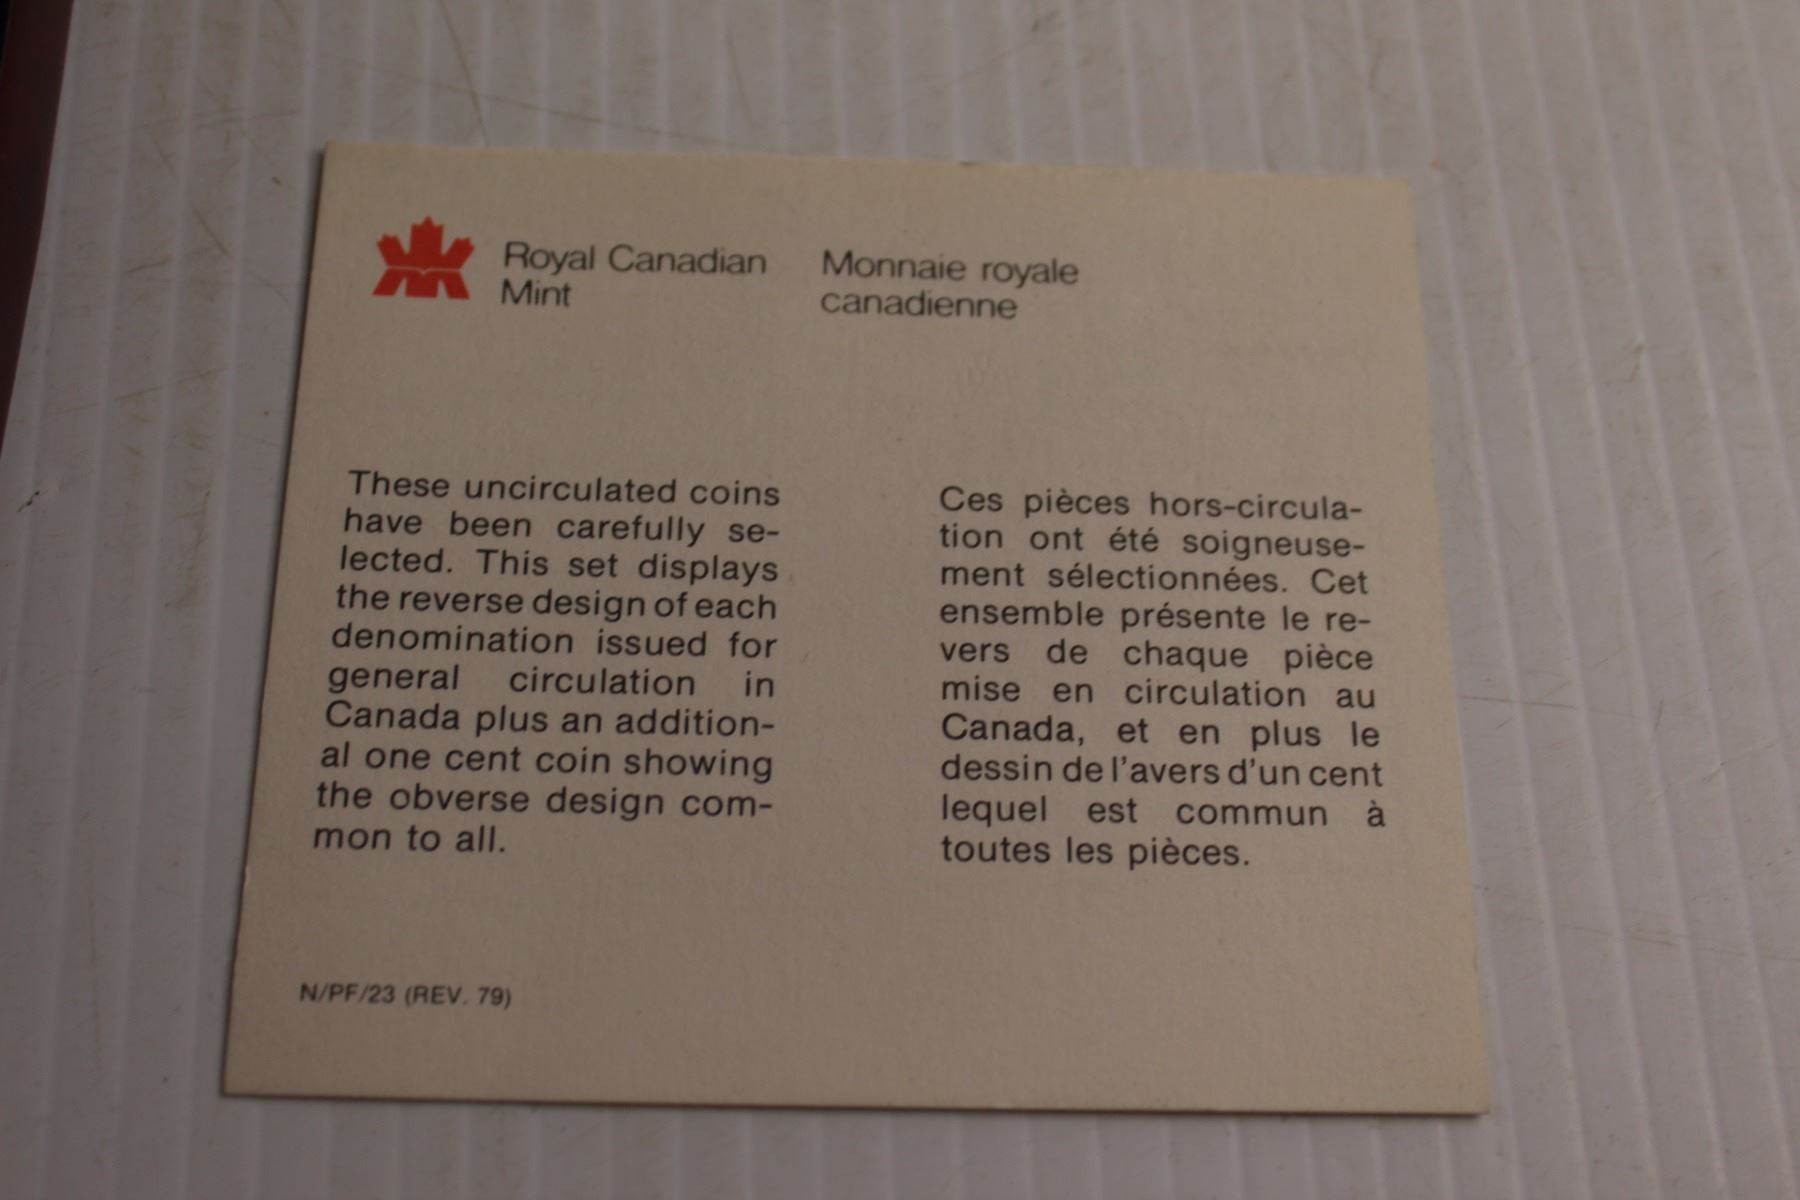 Royal Canadian
Mint
Monnaie royale
canadienne
These uncirculated coins
have been carefully se-
lected. This set displays
the reverse design of each
denomination issued for
general circulation in
Canada plus an addition-
al one cent coin showing
the obverse design com-
mon to all.
Ces pièces hors-circula-
tion ont été soigneuse-
ment sélectionnées. Cet
ensemble présente le re-
vers de chaque pièce
mise en circulation au
Canada, et en plus le
dessin de l'avers d'un cent
lequel est commun à
toutes les pièces.
N/PF/23 (REV. 79)